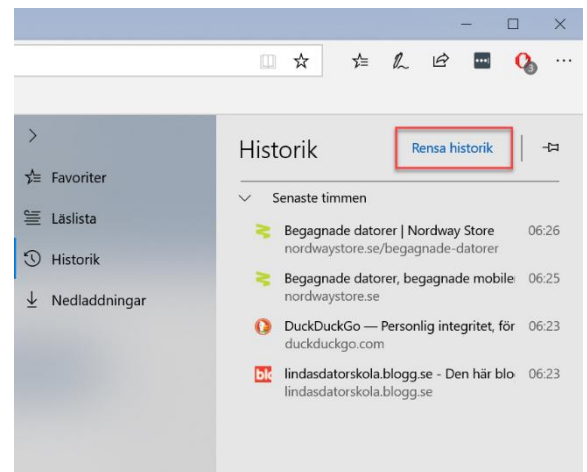 3
Favoriter
Läslista
Historik
Nedladdningar
Historik
Rensa historik
Senaste timmen
Begagnade datorer | Nordway Store 06:26
nordwaystore.se/begagnade-datorer
Begagnade datorer, begagnade mobile 06:25
nordwaystore.se
DuckDuckGo — Personlig integritet, för 06:23
duckduckgo.com
blo
lindasdatorskola.blogg.se - Den här blo 06:23
lindasdatorskola.blogg.se